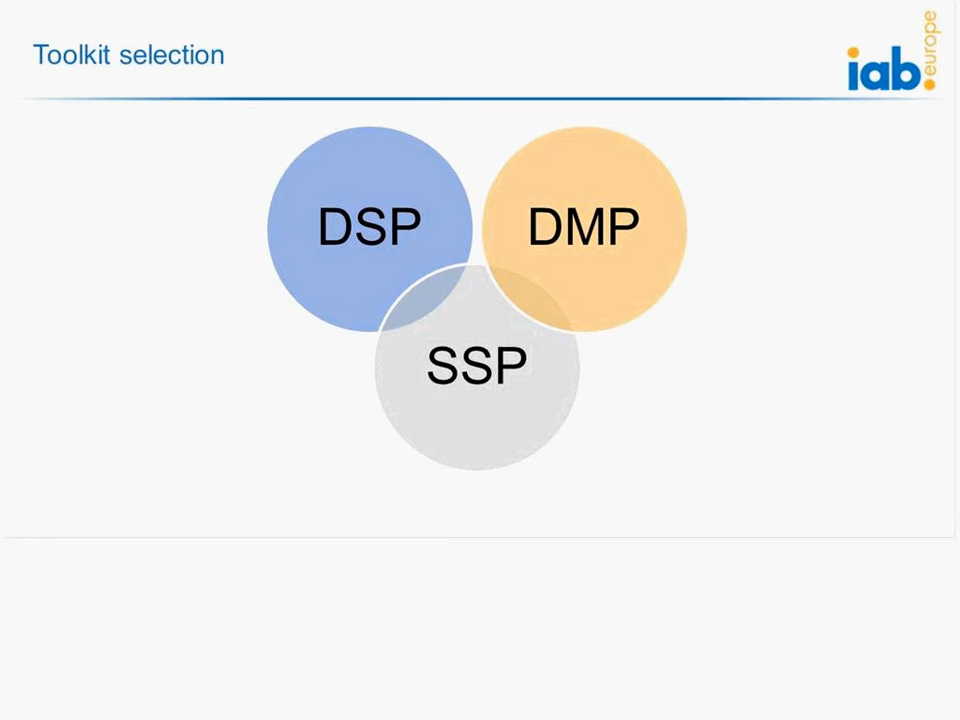 Toolkit selection
iab.
europe
DSP
DMP
SSP